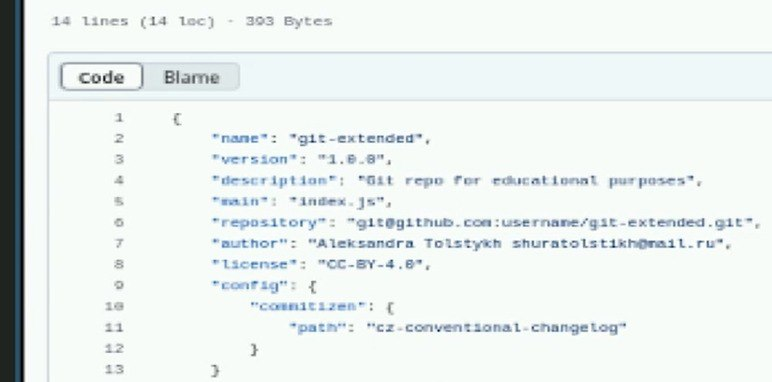 14 lines (14 loc) · 393 Bytes
Code Blame
1 {
2 "name": "git-extended",
3 "version": "1.0.0",
4 "description": "Git repo for educational purposes",
5 "main": "index.js",
6 "repository": "git@github.com:username/git-extended.git",
7 "author": "Aleksandra Tolstykh shuratolstikh@mail.ru",
8 "license": "CC-BY-4.0",
9 "config": {
10 "commitizen": {
11 "path": "cz-conventional-changelog"
12 }
13 }